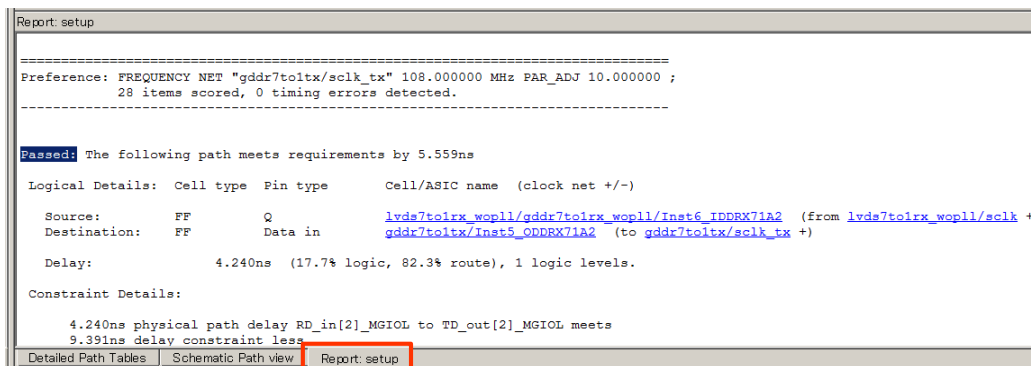 Report: setup
================================================================================
Preference: FREQUENCY NET "gddr7to1tx/sclk_tx" 108.000000 MHz PAR_ADJ 10.000000 ;
28 items scored, 0 timing errors detected.
--------------------------------------------------------------------------------
Passed: The following path meets requirements by 5.559ns
Logical Details: Cell type Pin type Cell/ASIC name (clock net +/-)
Source: FF Q lvds7to1rx_wopll/gddr7to1rx_wopll/Inst6_IDDRX71A2 (from lvds7to1rx_wopll/sclk +
Destination: FF Data in gddr7to1tx/Inst5_ODDRX71A2 (to gddr7to1tx/sclk_tx +)
Delay: 4.240ns (17.7% logic, 82.3% route), 1 logic levels.
Constraint Details:
4.240ns physical path delay RD_in[2]_MGIOL to TD_out[2]_MGIOL meets
9.391ns delay constraint less
Detailed Path Tables Schematic Path view Report: setup